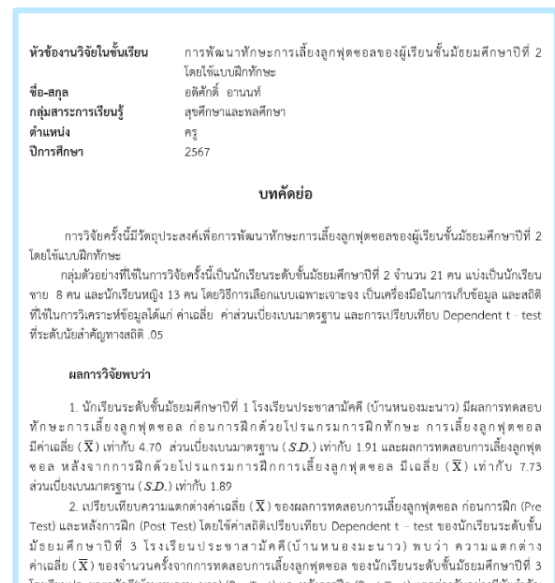 หัวข้องานวิจัยในชั้นเรียน การพัฒนาทักษะการเลี้ยงลูกฟุตซอลของผู้เรียนชั้นมัธยมศึกษาปีที่ 2
โดยใช้แบบฝึกทักษะ
ชื่อ-สกุล อดิศักดิ์ อานนท์
กลุ่มสาระการเรียนรู้ สุขศึกษาและพลศึกษา
ตำแหน่ง ครู
ปีการศึกษา 2567
บทคัดย่อ
การวิจัยครั้งนี้มีวัตถุประสงค์เพื่อการพัฒนาทักษะการเลี้ยงลูกฟุตซอลของผู้เรียนชั้นมัธยมศึกษาปีที่ 2
โดยใช้แบบฝึกทักษะ
กลุ่มตัวอย่างที่ใช้ในการวิจัยครั้งนี้เป็นนักเรียนระดับชั้นมัธยมศึกษาปีที่ 2 จำนวน 21 คน แบ่งเป็นนักเรียน
ชาย 8 คน และนักเรียนหญิง 13 คน โดยวิธีการเลือกแบบเฉพาะเจาะจง เป็นเครื่องมือในการเก็บข้อมูล และสถิติ
ที่ใช้ในการวิเคราะห์ข้อมูลได้แก่ ค่าเฉลี่ย ค่าส่วนเบี่ยงเบนมาตรฐาน และการเปรียบเทียบ Dependent t - test
ที่ระดับนัยสำคัญทางสถิติ .05
ผลการวิจัยพบว่า
1. นักเรียนระดับชั้นมัธยมศึกษาปีที่ 1 โรงเรียนประชาสามัคคี (บ้านหนองมะนาว) มีผลการทดสอบ
ทักษะการเลี้ยงลูกฟุตซอล ก่อนการฝึกด้วยโปรแกรมการฝึกทักษะ การเลี้ยงลูกฟุตซอล
มีค่าเฉลี่ย (X̅) เท่ากับ 4.70 ส่วนเบี่ยงเบนมาตรฐาน (S.D.) เท่ากับ 1.91 และผลการทดสอบการเลี้ยงลูกฟุต
ซอล หลังจากการฝึกด้วยโปรแกรมการฝึกการเลี้ยงลูกฟุตซอล มีเฉลี่ย (X̅) เท่ากับ 7.73
ส่วนเบี่ยงเบนมาตรฐาน (S.D.) เท่ากับ 1.89
2. เปรียบเทียบความแตกต่างค่าเฉลี่ย (X̅) ของผลการทดสอบการเลี้ยงลูกฟุตซอล ก่อนการฝึก (Pre
Test) และหลังการฝึก (Post Test) โดยใช้ค่าสถิติเปรียบเทียบ Dependent t – test ของนักเรียนระดับชั้น
มัธยมศึกษาปีที่ 3 โรงเรียนประชาสามัคคี(บ้านหนองมะนาว) พบว่า ความแตกต่าง
ค่าเฉลี่ย (X̅) ของจำนวนครั้งจากการทดสอบการเลี้ยงลูกฟุตซอล ของนักเรียนระดับชั้นมัธยมศึกษาปีที่ 3